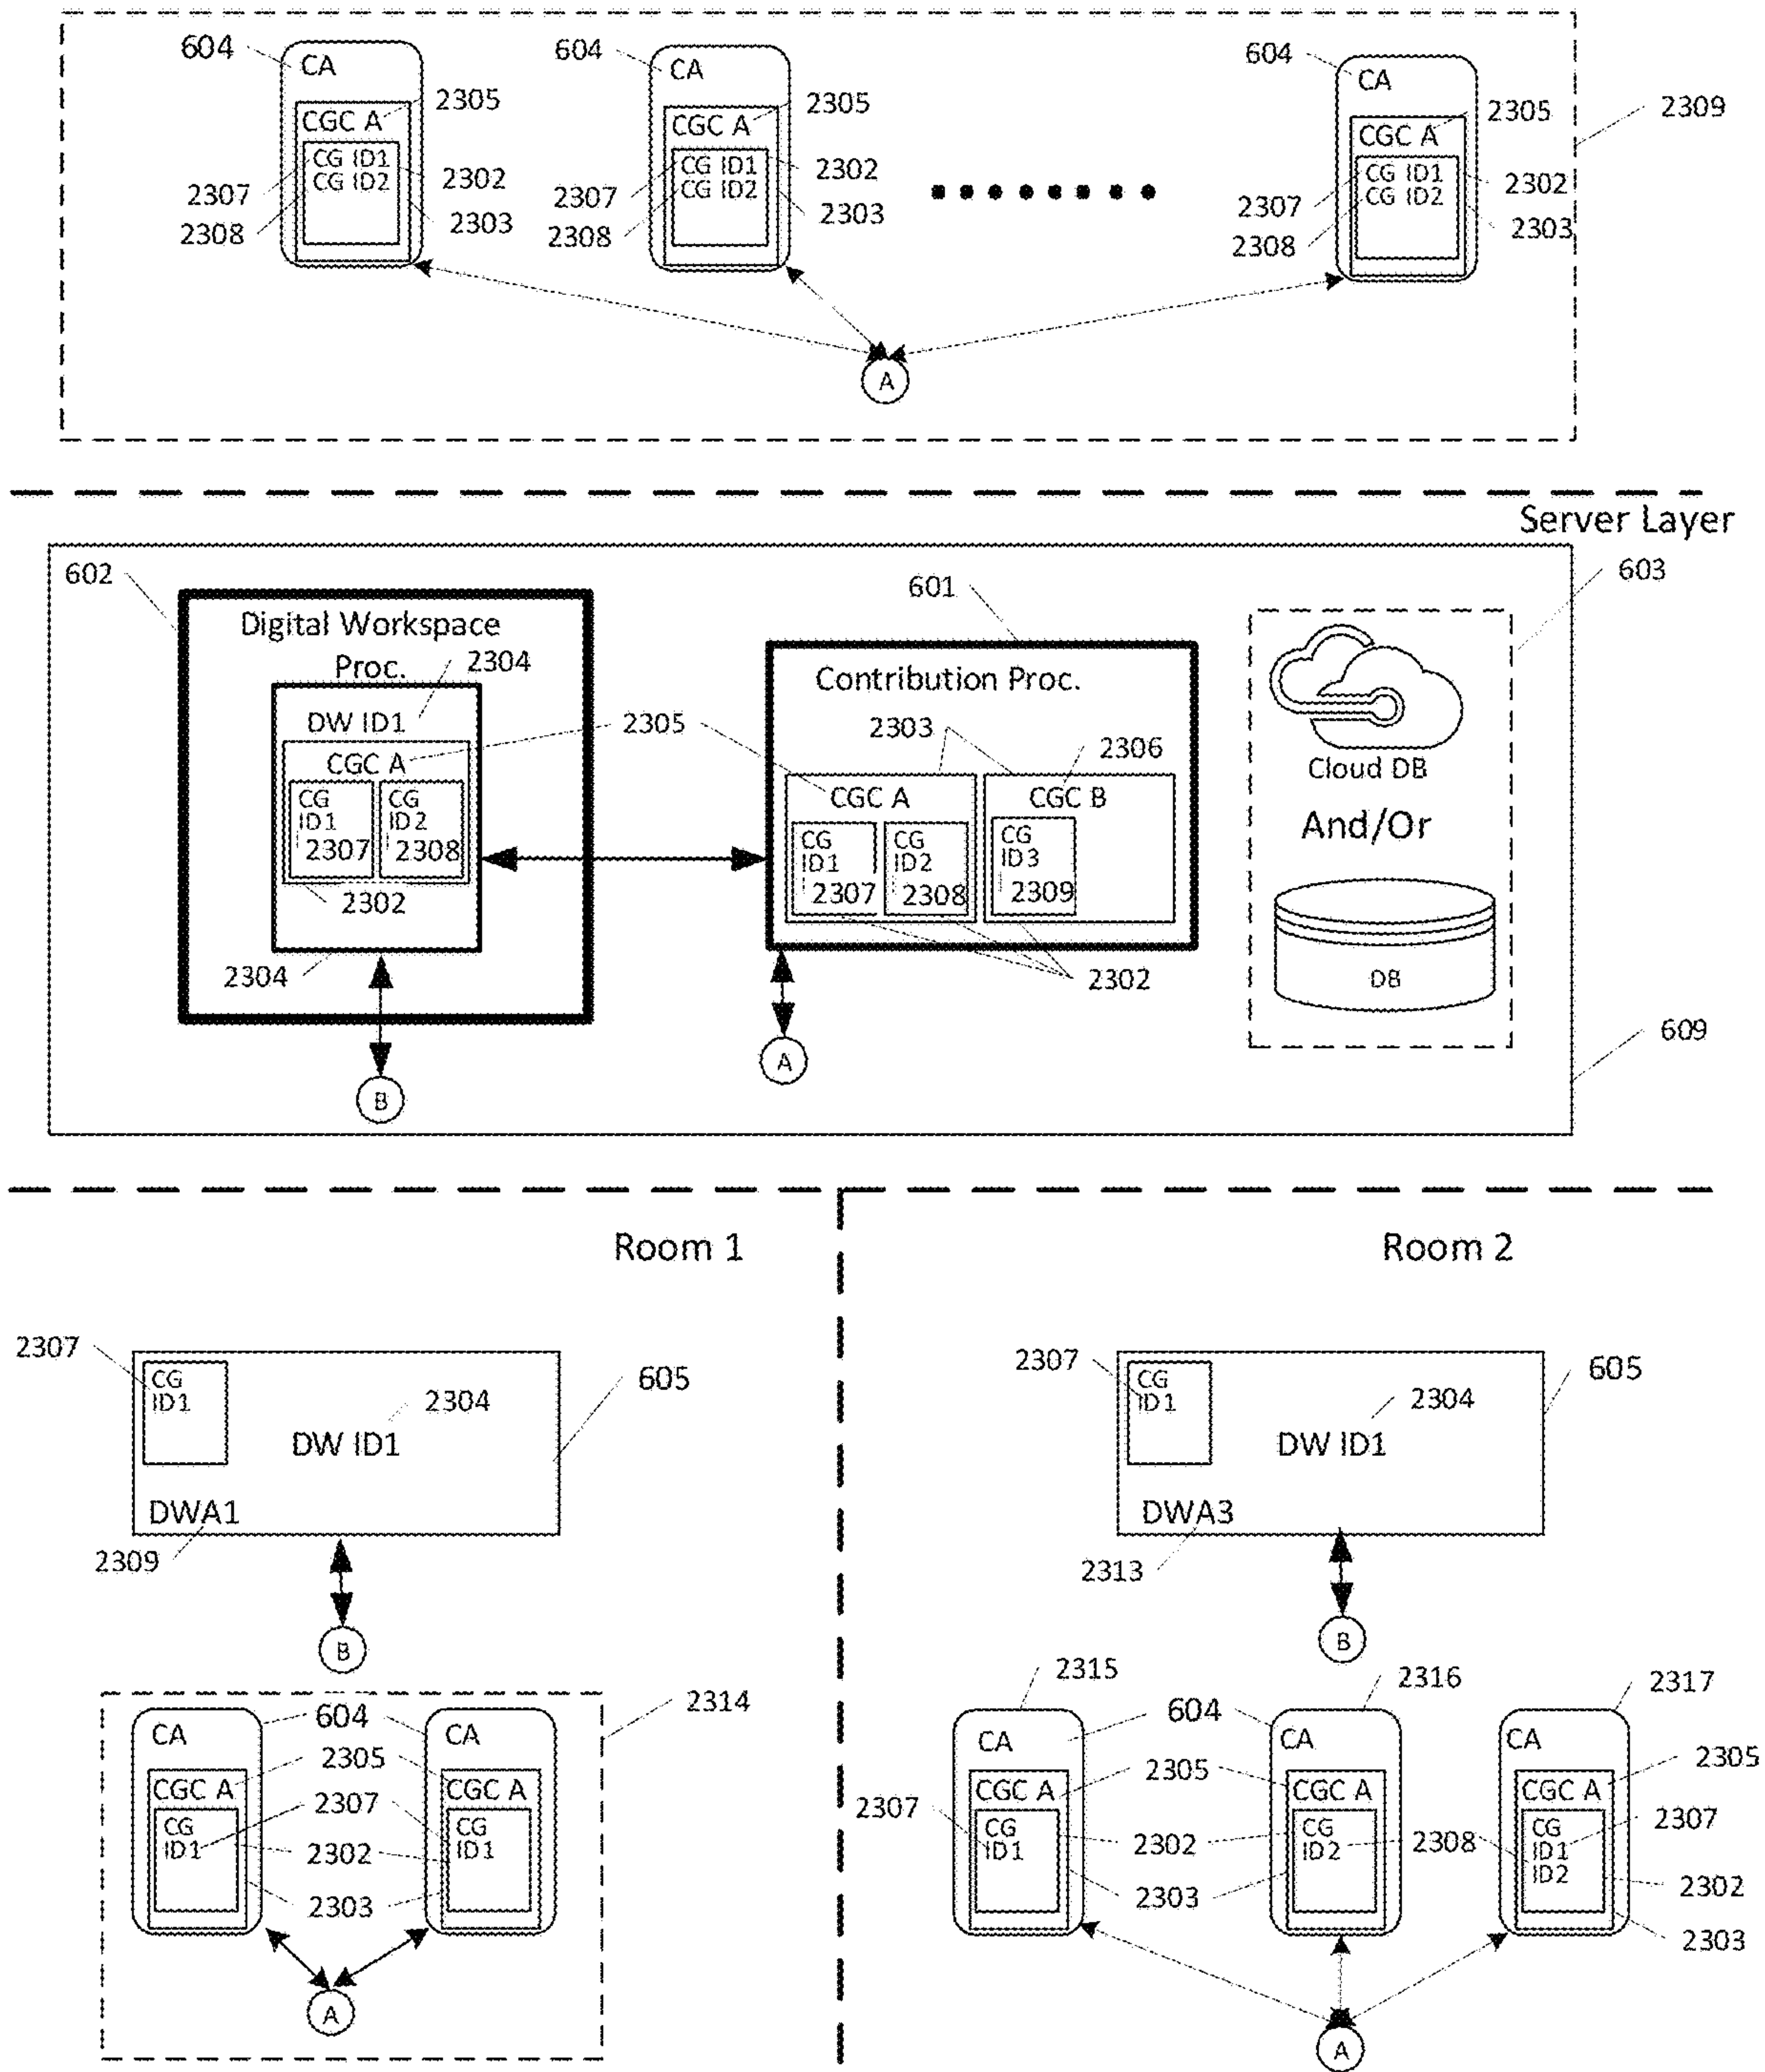 604
CA
2305
CGC A
CG ID1
CG ID2
2302
2307
2303
2308
604
CA
2305
CGC A
CG ID1
CG ID2
2302
2307
2303
2308
604
CA
2305
CGC A
CG ID1
CG ID2
2302
2307
2303
2308
2309
A
Server Layer
602
Digital Workspace
Proc.
2304
DW ID1
CGC A
CG
ID1
2307
CG
ID2
2308
2302
2304
B
2305
601
Contribution Proc.
2303
2306
CGC A
CGC B
CG
ID1
2307
CG
ID2
2308
CG
ID3
2309
2302
A
603
Cloud DB
And/Or
DB
609
Room 1
2307
CG
ID1
2304
DW ID1
605
DWA1
2309
B
2314
CA
604
CA
2305
CGC A
CGC A
2307
CG
ID1
CG
ID1
2302
2303
A
Room 2
2307
CG
ID1
2304
DW ID1
605
DWA3
2313
B
2315
2316
2317
CA
604
CA
CA
2305
2305
CGC A
CGC A
CGC A
2307
2307
CG
ID1
CG
ID2
CG
ID1
ID2
2302
2308
2302
2303
2303
A